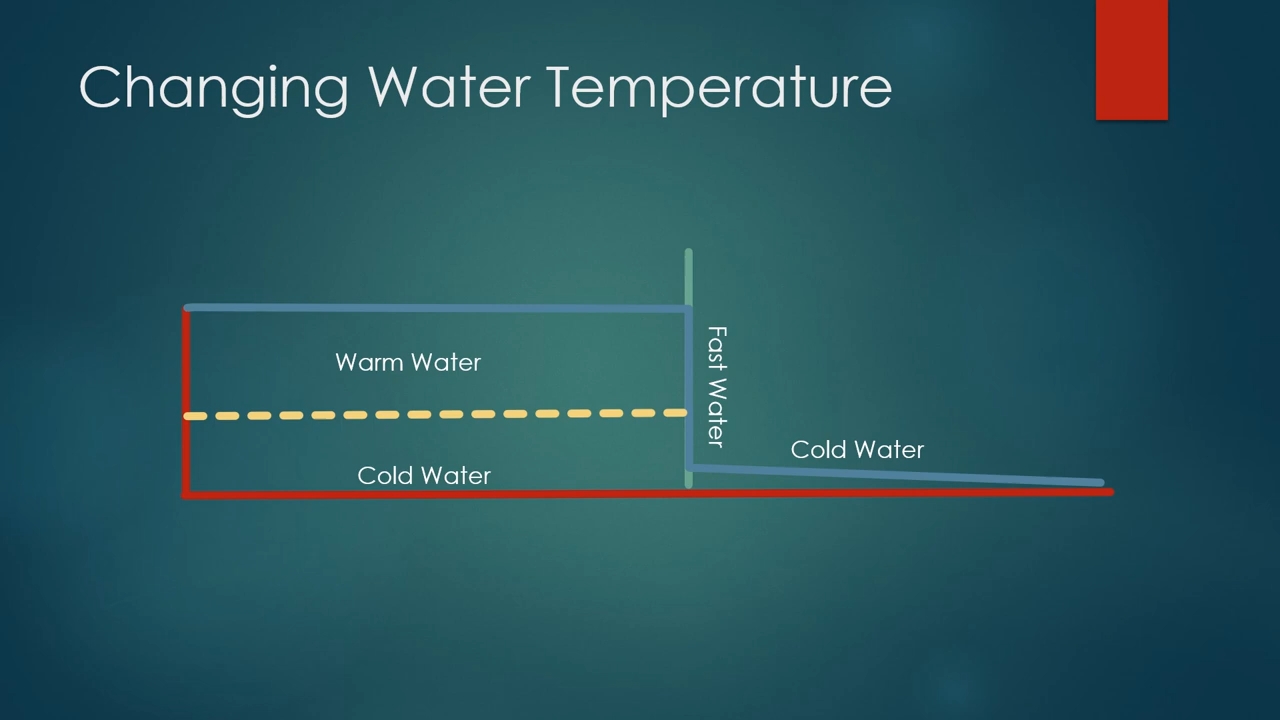 Changing Water Temperature
Warm Water
Fast Water
Cold Water
Cold Water